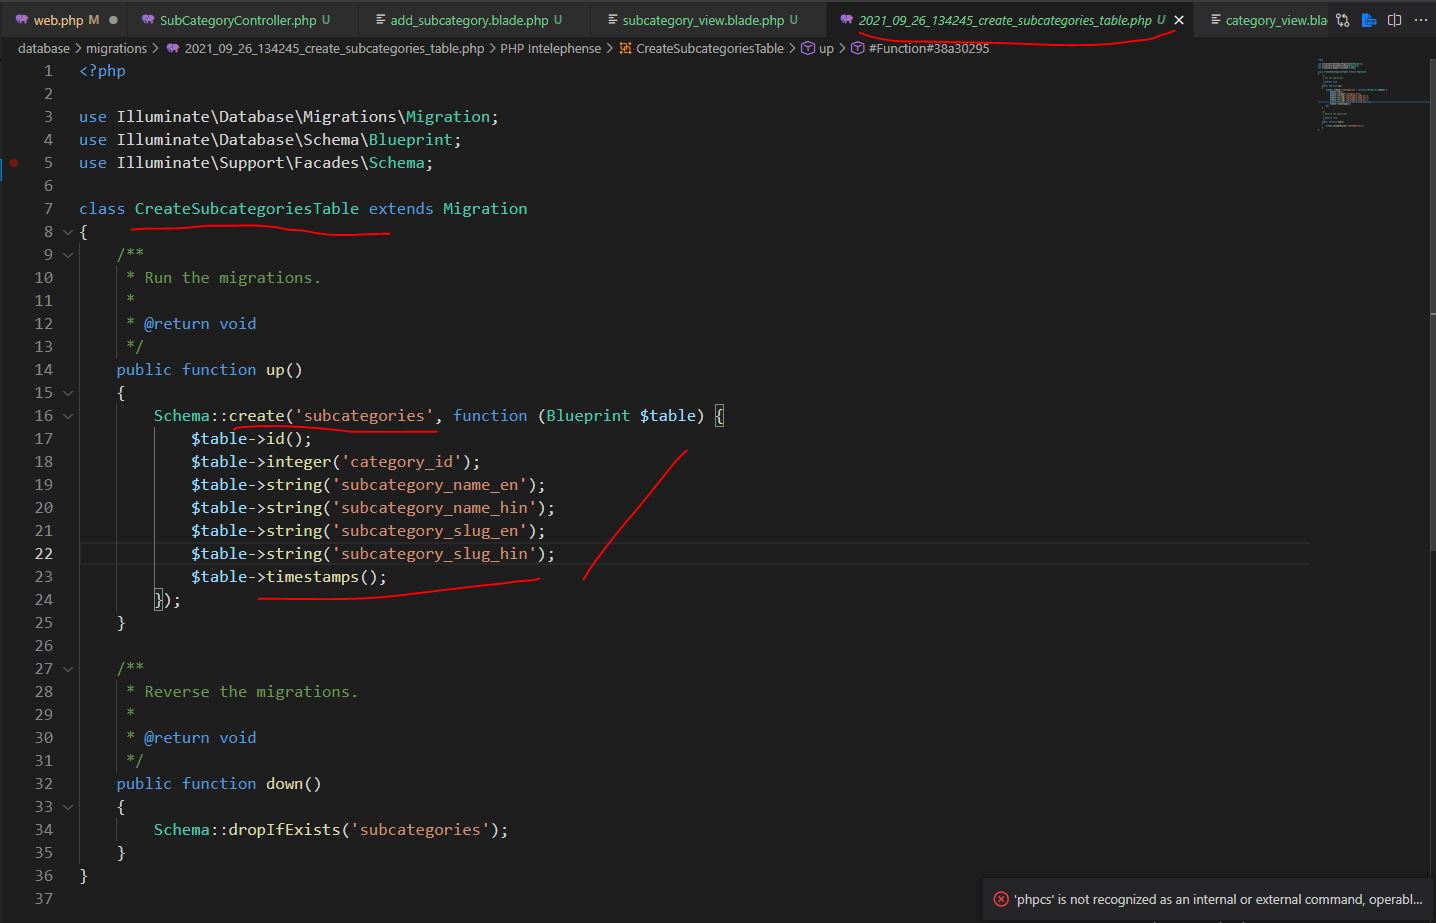 web.php M ● SubCategoryController.php U add_subcategory.blade.php U subcategory_view.blade.php U 2021_09_26_134245_create_subcategories_table.php U × category_view.bla ...
database > migrations > 2021_09_26_134245_create_subcategories_table.php > PHP Intelephense > CreateSubcategoriesTable > up > #Function#38a30295
1 <?php
2
3 use Illuminate\Database\Migrations\Migration;
4 use Illuminate\Database\Schema\Blueprint;
5 use Illuminate\Support\Facades\Schema;
6
7 class CreateSubcategoriesTable extends Migration
8 {
9     /**
10      * Run the migrations.
11      *
12      * @return void
13      */
14     public function up()
15     {
16         Schema::create('subcategories', function (Blueprint $table) {
17             $table->id();
18             $table->integer('category_id');
19             $table->string('subcategory_name_en');
20             $table->string('subcategory_name_hin');
21             $table->string('subcategory_slug_en');
22             $table->string('subcategory_slug_hin');
23             $table->timestamps();
24         });
25     }
26
27     /**
28      * Reverse the migrations.
29      *
30      * @return void
31      */
32     public function down()
33     {
34         Schema::dropIfExists('subcategories');
35     }
36 }
37
'phpcs' is not recognized as an internal or external command, operabl...